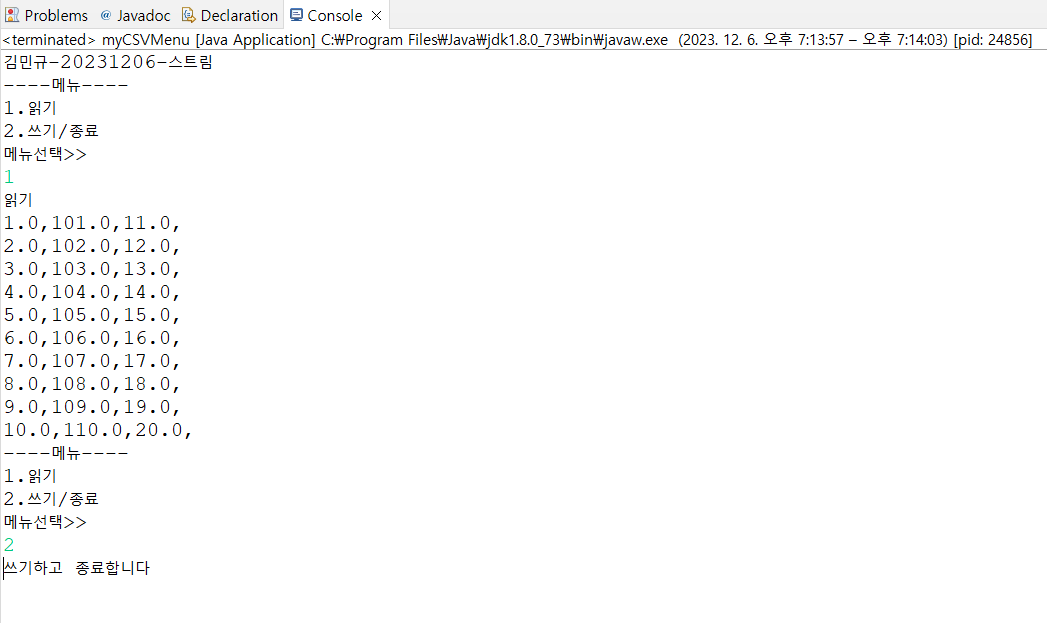 Problems @ Javadoc Declaration Console
<terminated> myCSVMenu [Java Application] C:₩Program Files₩Java₩jdk1.8.0_73₩bin₩javaw.exe (2023. 12. 6. 오후 7:13:57 – 오후 7:14:03) [pid: 24856]
김민규-20231206-스트림
----메뉴----
1.읽기
2.쓰기/종료
메뉴선택>>
1
읽기
1.0,101.0,11.0,
2.0,102.0,12.0,
3.0,103.0,13.0,
4.0,104.0,14.0,
5.0,105.0,15.0,
6.0,106.0,16.0,
7.0,107.0,17.0,
8.0,108.0,18.0,
9.0,109.0,19.0,
10.0,110.0,20.0,
----메뉴----
1.읽기
2.쓰기/종료
메뉴선택>>
2
쓰기하고 종료합니다